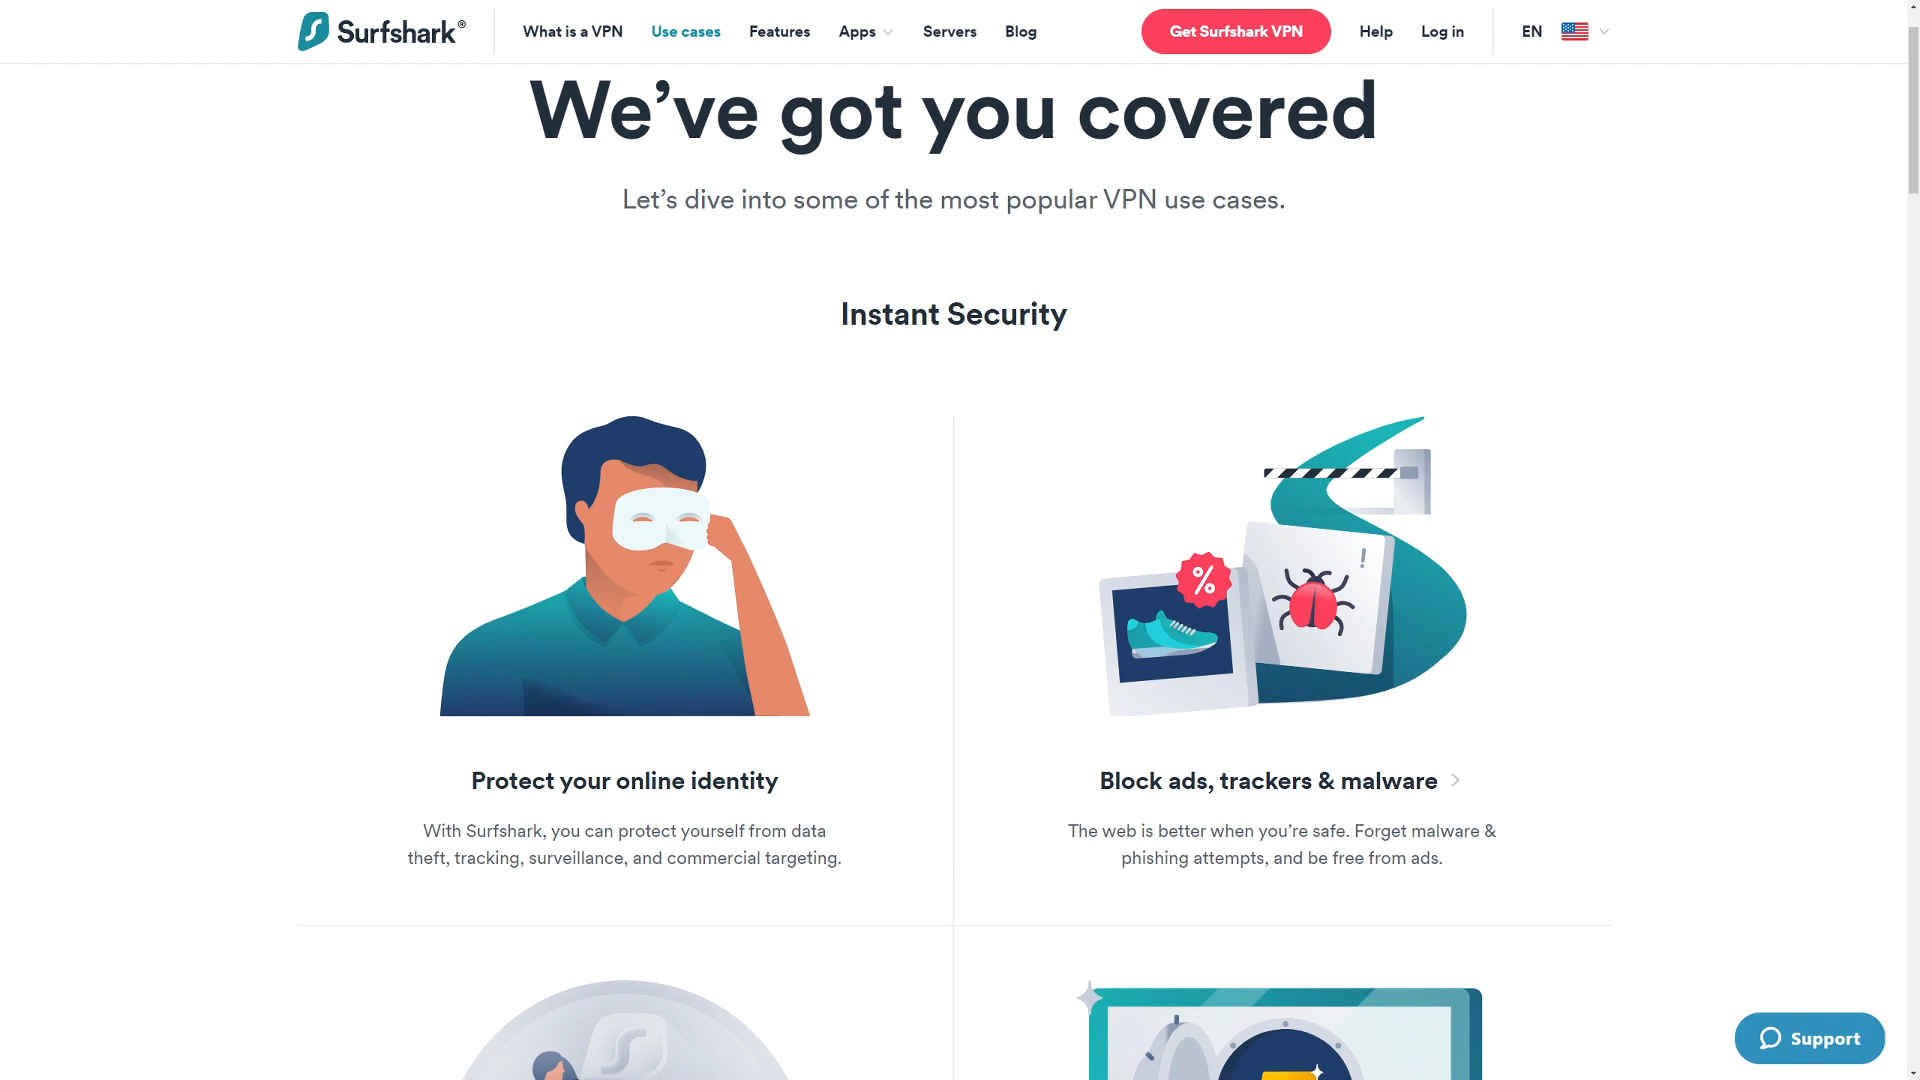 Surfshark®
What is a VPN
Use cases
Features
Apps
Servers
Blog
Get Surfshark VPN
Help
Log in
EN
We’ve got you covered
Let’s dive into some of the most popular VPN use cases.
Instant Security
%
!
Protect your online identity
With Surfshark, you can protect yourself from data
theft, tracking, surveillance, and commercial targeting.
Block ads, trackers & malware
The web is better when you’re safe. Forget malware &
phishing attempts, and be free from ads.
Support